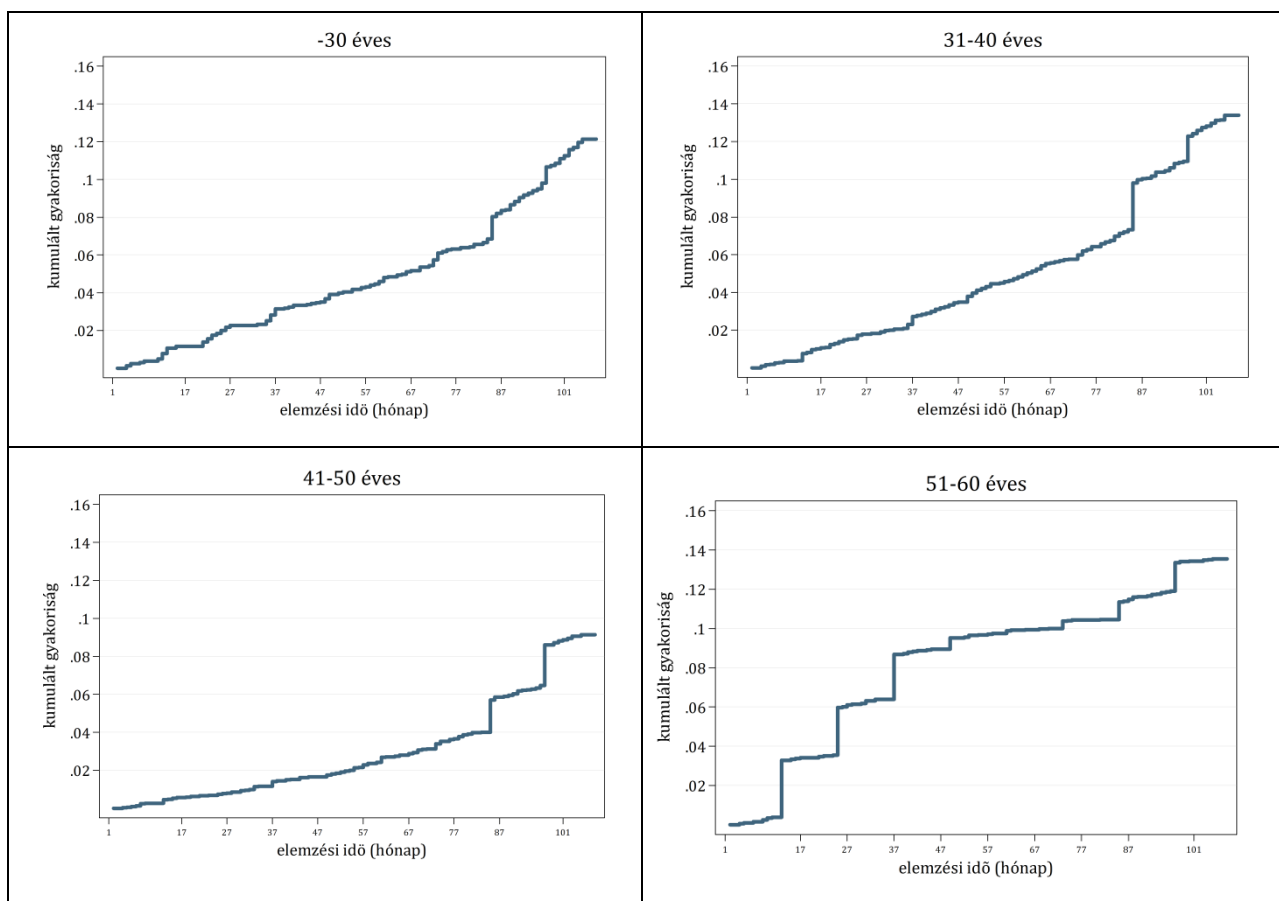 -30 éves
.16
.14
.12
.1
.08
.06
.04
.02
kumulált gyakoriság
1 17 27 37 47 57 67 77 87 101
elemzési idö (hónap)
31-40 éves
.16
.14
.12
.1
.08
.06
.04
.02
kumulált gyakoriság
1 17 27 37 47 57 67 77 87 101
elemzési idö (hónap)
41-50 éves
.16
.14
.12
.1
.08
.06
.04
.02
kumulált gyakoriság
1 17 27 37 47 57 67 77 87 101
elemzési idö (hónap)
51-60 éves
.16
.14
.12
.1
.08
.06
.04
.02
kumulált gyakoriság
1 17 27 37 47 57 67 77 87 101
elemzési idõ (hónap)